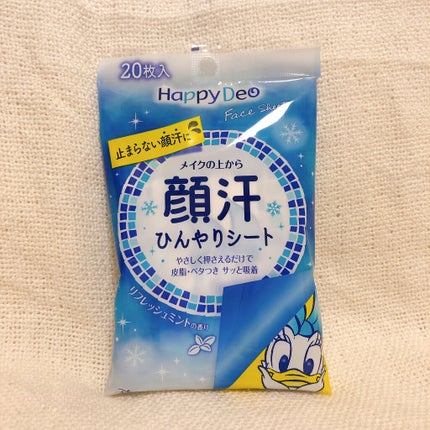 20枚入
HappyDeo
Face Sheet
止まらない顔汗に
メイクの上から
顔汗
ひんやりシート
やさしく押さえるだけで
皮脂・ベタつき サッと吸着
リフレッシュミントの香り